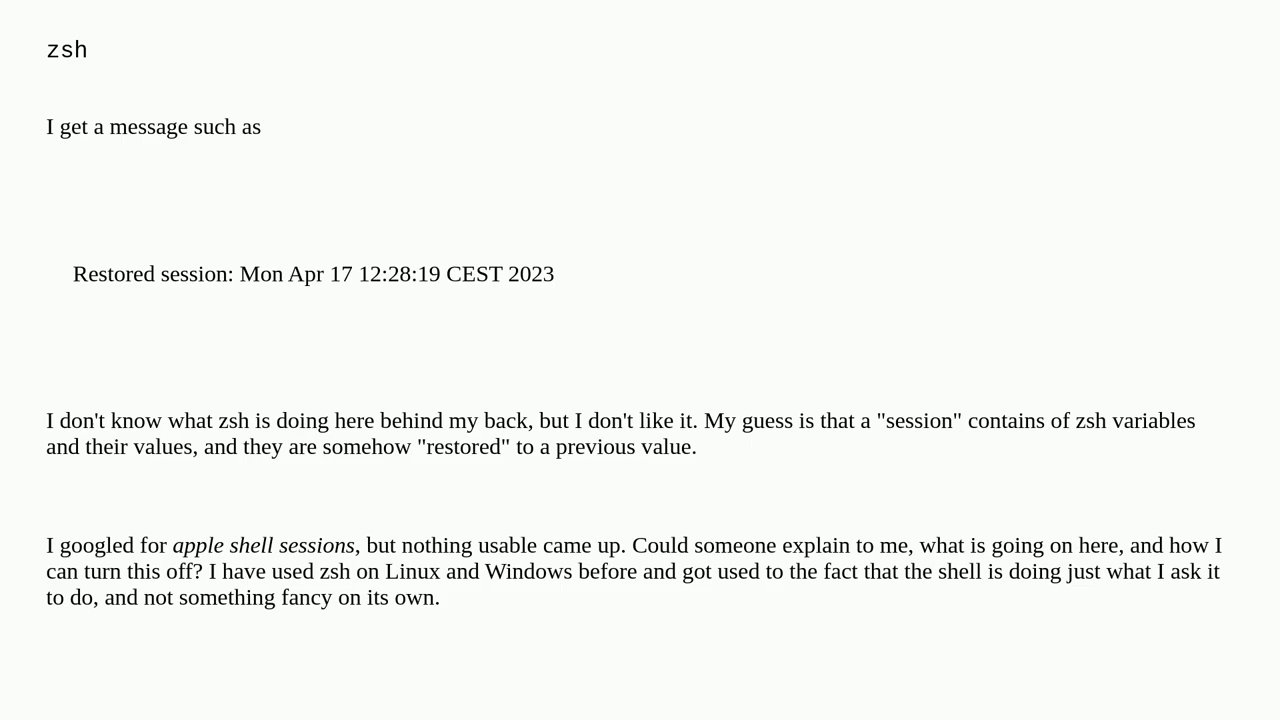 zsh
I get a message such as
Restored session: Mon Apr 17 12:28:19 CEST 2023
I don't know what zsh is doing here behind my back, but I don't like it. My guess is that a "session" contains of zsh variables
and their values, and they are somehow "restored" to a previous value.
I googled for apple shell sessions, but nothing usable came up. Could someone explain to me, what is going on here, and how I
can turn this off? I have used zsh on Linux and Windows before and got used to the fact that the shell is doing just what I ask it
to do, and not something fancy on its own.